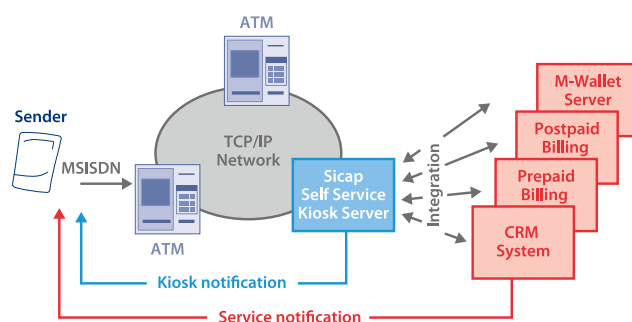 ATM
Sender
MSISDN
TCP/IP
Network
ATM
Sicap
Self Service
Kiosk Server
Integration
M-Wallet
Server
Postpaid
Billing
Prepaid
Billing
CRM
System
Kiosk notification
Service notification